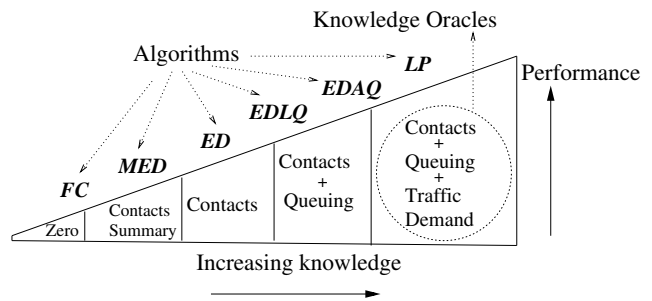 Knowledge Oracles
Algorithms
LP
Performance
EDAQ
EDLQ
ED
MED
FC
Contacts
+
Queuing
+
Traffic
Demand
Contacts
+
Queuing
Contacts
Contacts
Summary
Zero
Increasing knowledge